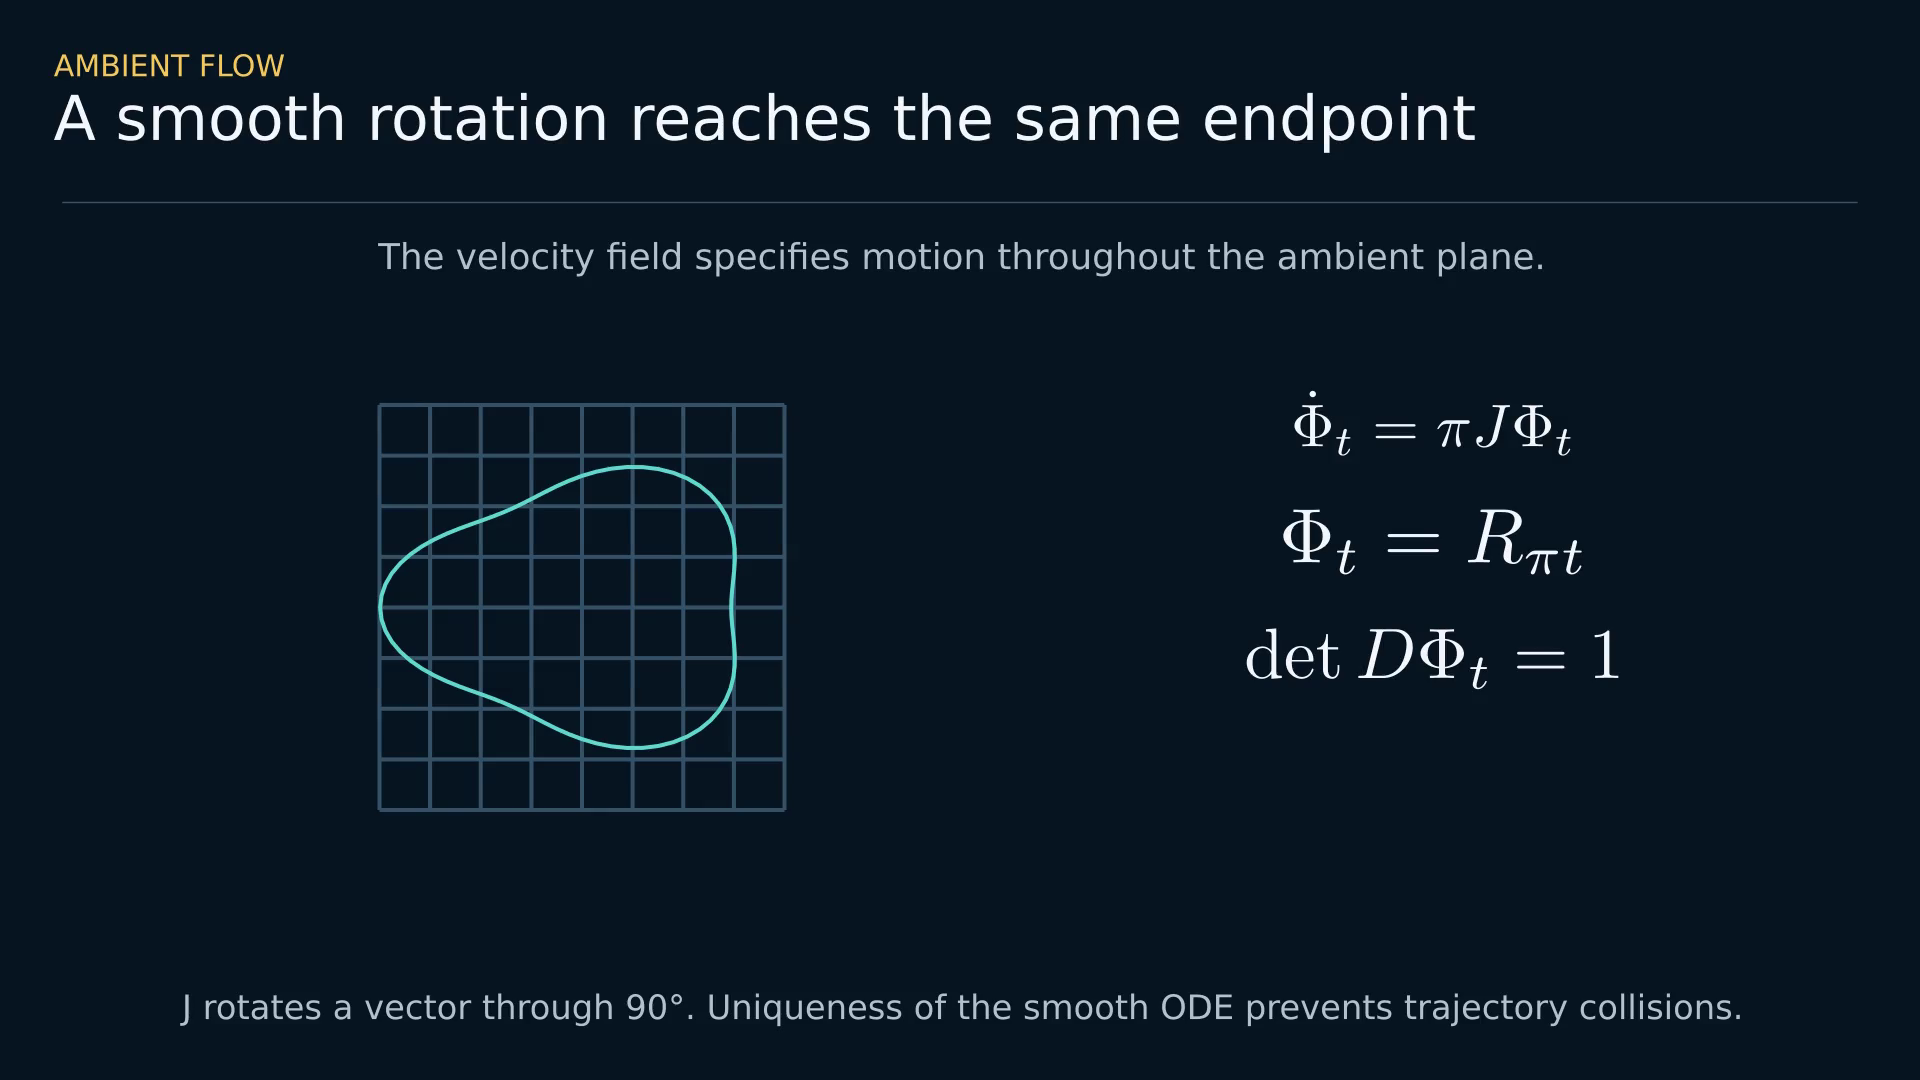 AMBIENT FLOW
A smooth rotation reaches the same endpoint
The velocity field specifies motion throughout the ambient plane.
Φ̇ₜ = πJΦₜ
Φₜ = R_{πt}
det DΦₜ = 1
J rotates a vector through 90°. Uniqueness of the smooth ODE prevents trajectory collisions.